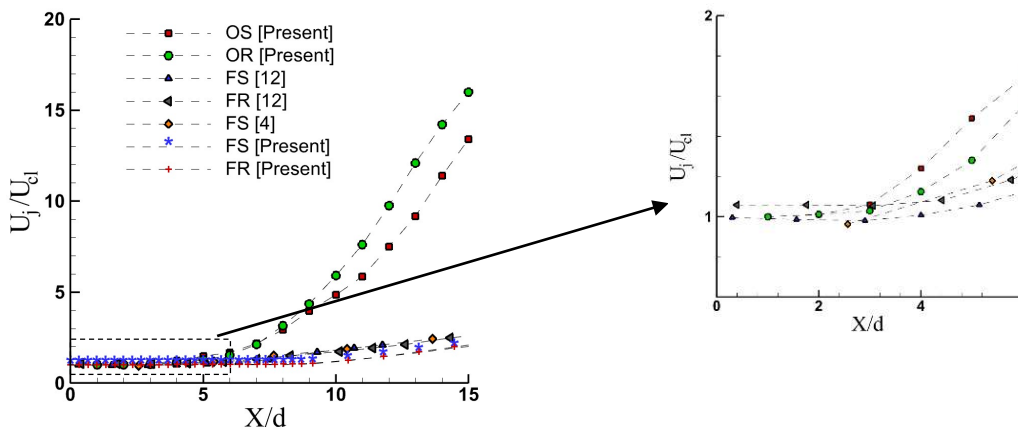 20
15
10
5
0
U_j/U_cl
OS [Present]
OR [Present]
FS [12]
FR [12]
FS [4]
FS [Present]
FR [Present]
0
5
10
15
X/d
2
1
U_j/U_cl
0
2
4
X/d